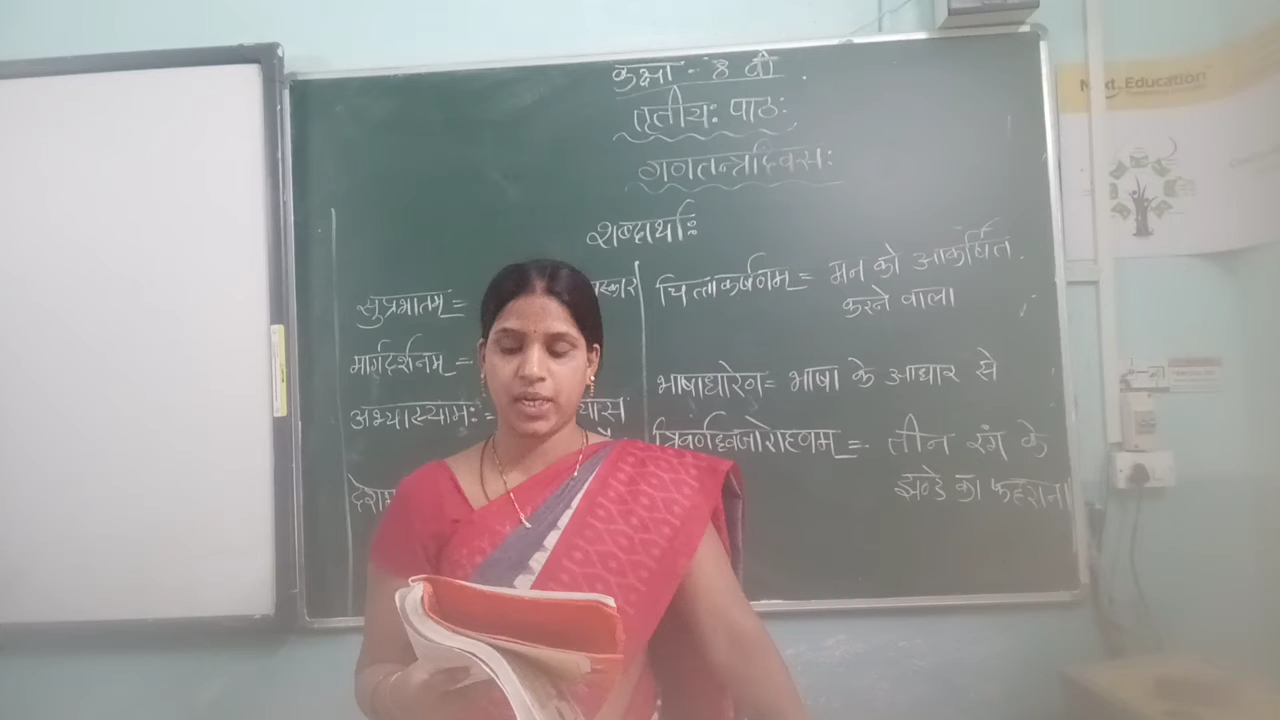 कक्षा - 8 वी
तृतीयः पाठः
गणतन्त्रदिवसः
शब्दार्थाः
सुप्रभातम् =
मार्गदर्शनम् =
अभ्यास्यामः =
चित्ताकर्षणम् = मन को आकर्षित
करने वाला
भाषाधारेण = भाषा के आधार से
त्रिवर्णध्वजोरोहणम् = तीन रंग के
झण्डे का फहराना
Next Education